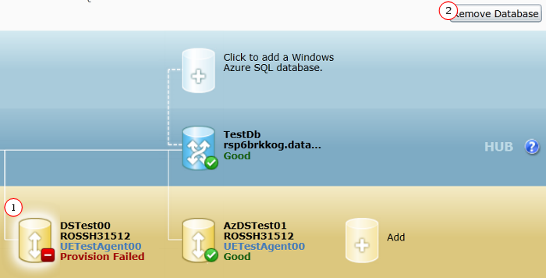 2
Remove Database
Click to add a Windows
Azure SQL database.
TestDb
rsp6brkkog.data...
Good
HUB ?
1
DSTest00
ROSSH31512
UETestAgent00
Provision Failed
AzDSTest01
ROSSH31512
UETestAgent00
Good
Add